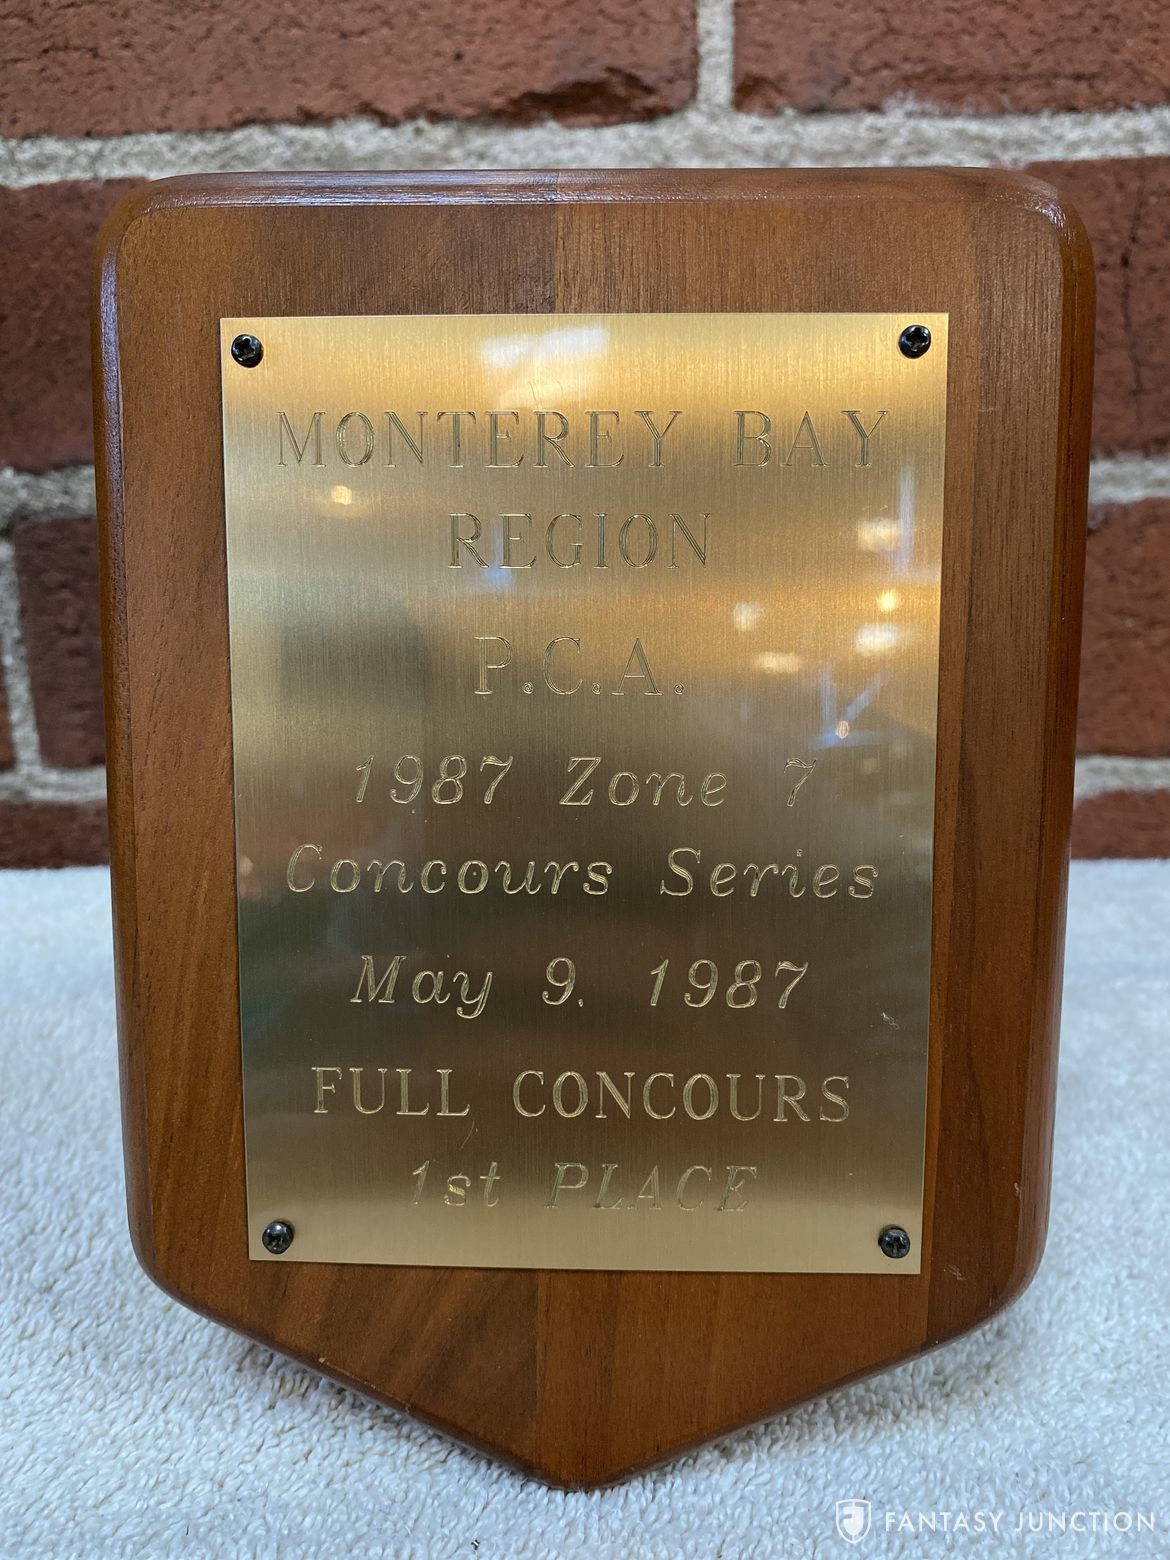 MONTEREY BAY
REGION
P.C.A.
1987 Zone 7
Concours Series
May 9, 1987
FULL CONCOURS
1st PLACE
FANTASY JUNCTION